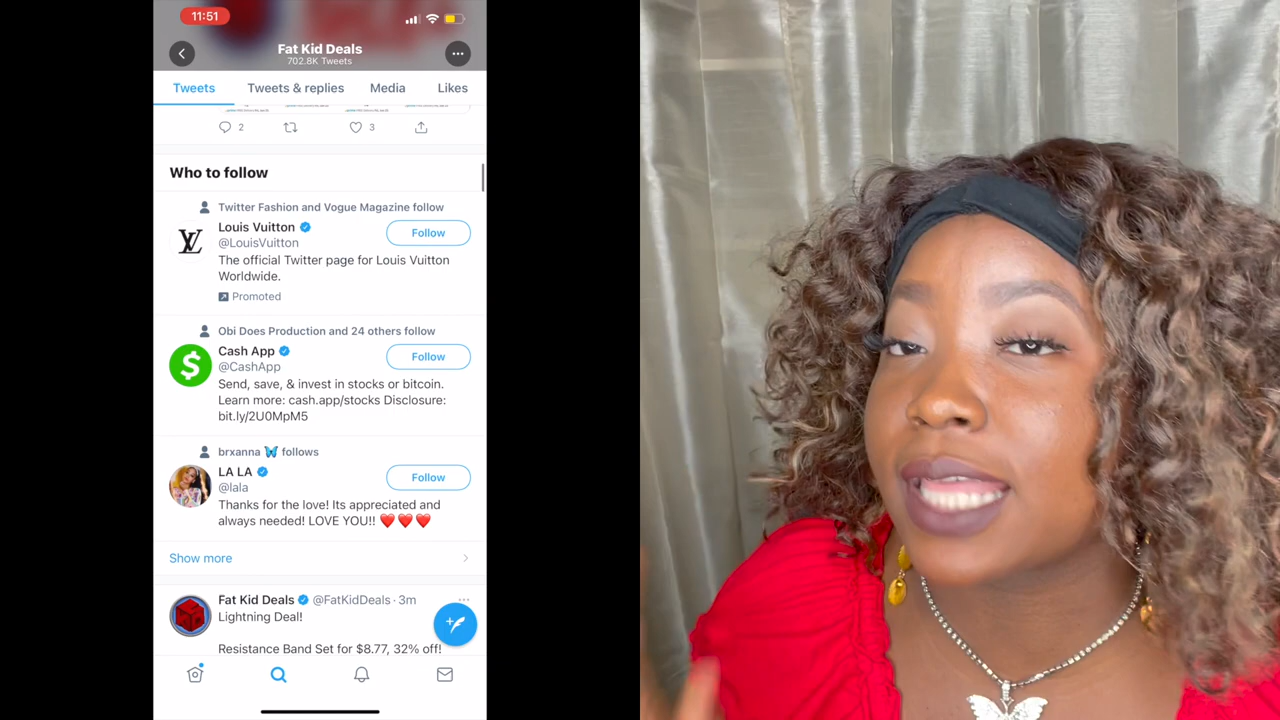 11:51
Fat Kid Deals
702.8K Tweets
Tweets
Tweets & replies
Media
Likes
2
3
Who to follow
Twitter Fashion and Vogue Magazine follow
Louis Vuitton
Follow
@LouisVuitton
The official Twitter page for Louis Vuitton
Worldwide.
Promoted
Obi Does Production and 24 others follow
Cash App
Follow
@CashApp
Send, save, & invest in stocks or bitcoin.
Learn more: cash.app/stocks Disclosure:
bit.ly/2U0MpM5
brxanna 🦋 follows
LA LA
Follow
@lala
Thanks for the love! Its appreciated and
always needed! LOVE YOU!! ❤️❤️❤️
Show more
Fat Kid Deals @FatKidDeals · 3m
Lightning Deal!
Resistance Band Set for $8.77, 32% off!